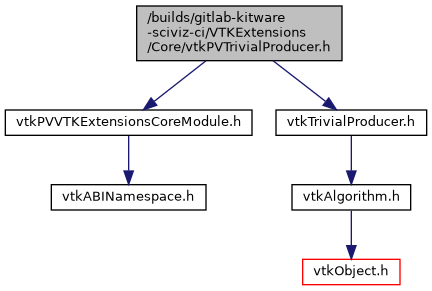 /builds/gitlab-kitware
-sciviz-ci/VTKExtensions
/Core/vtkPVTrivialProducer.h
vtkPVVTKExtensionsCoreModule.h
vtkTrivialProducer.h
vtkABINamespace.h
vtkAlgorithm.h
vtkObject.h